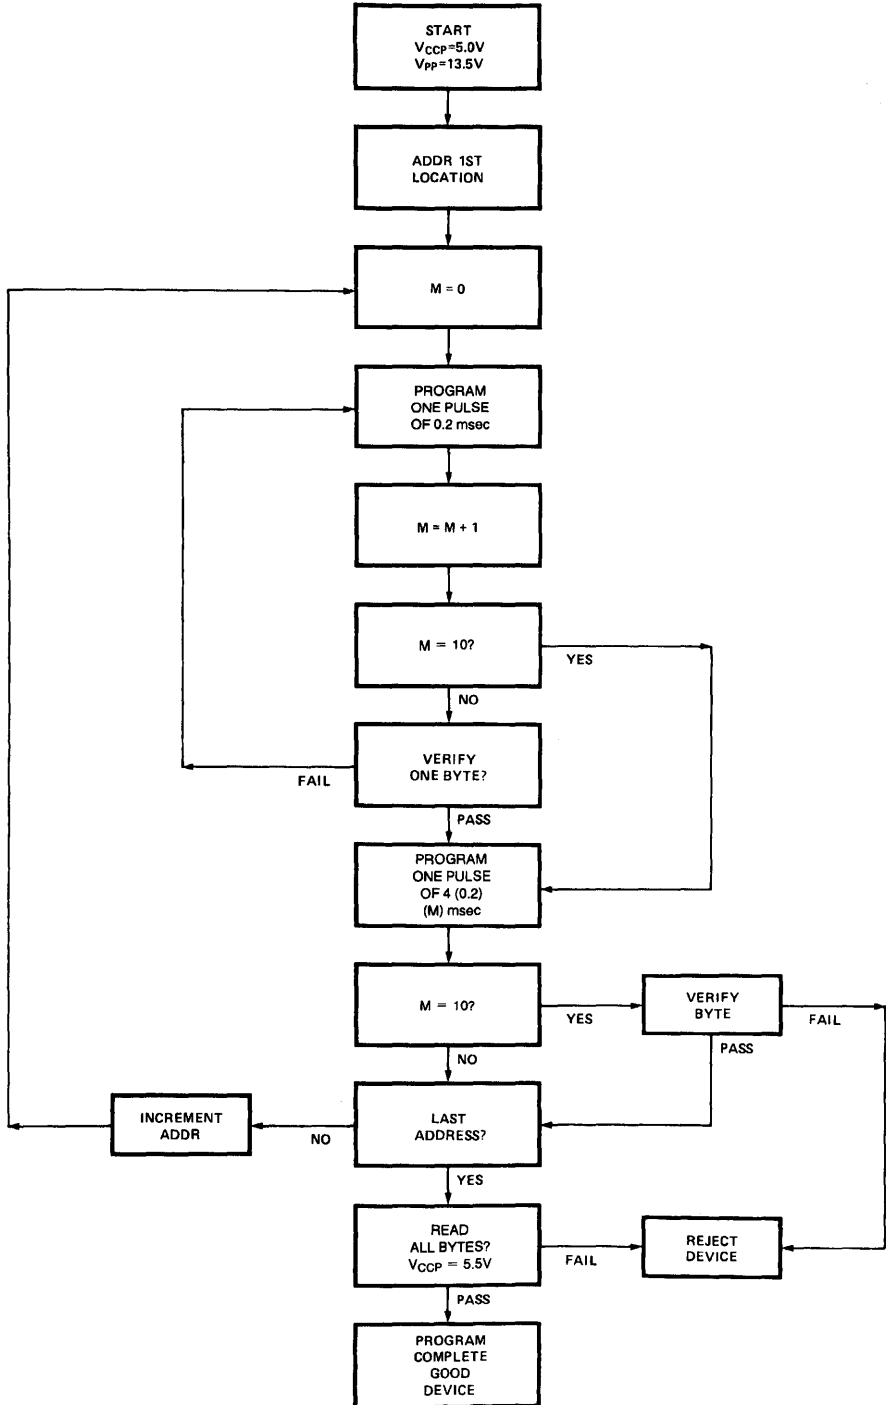 START
VCCP=5.0V
VPP=13.5V
ADDR 1ST
LOCATION
M = 0
PROGRAM
ONE PULSE
OF 0.2 msec
M = M + 1
M = 10?
YES
NO
VERIFY
ONE BYTE?
FAIL
PASS
PROGRAM
ONE PULSE
OF 4 (0.2)
(M) msec
M = 10?
YES
VERIFY
BYTE
FAIL
PASS
NO
LAST
ADDRESS?
NO
INCREMENT
ADDR
YES
READ
ALL BYTES?
VCCP = 5.5V
FAIL
REJECT
DEVICE
PASS
PROGRAM
COMPLETE
GOOD
DEVICE